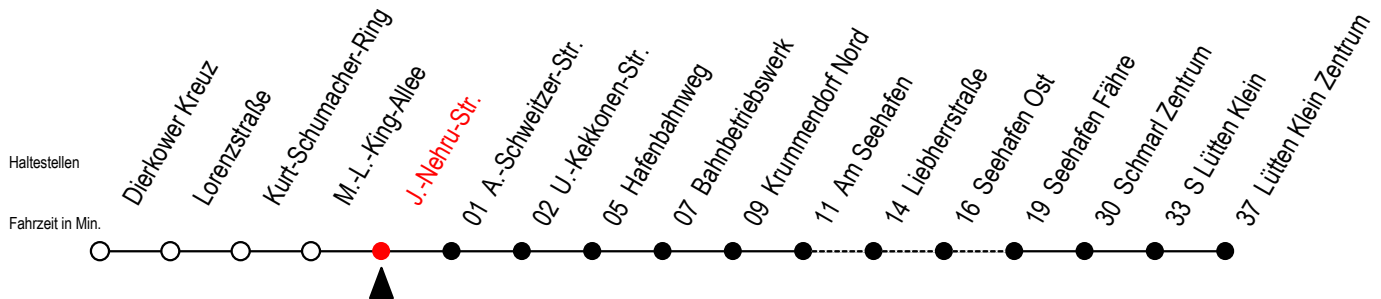 Haltestellen
Fahrzeit in Min.
Dierkower Kreuz
Lorenzstraße
Kurt-Schumacher-Ring
M.-L.-King-Allee
J.-Nehru-Str.
01 A.-Schweitzer-Str.
02 U.-Kekkonen-Str.
05 Hafenbahnweg
07 Bahnbetriebswerk
09 Krummendorf Nord
11 Am Seehafen
14 Liebherrstraße
16 Seehafen Ost
19 Seehafen Fähre
30 Schmarl Zentrum
33 S Lütten Klein
37 Lütten Klein Zentrum